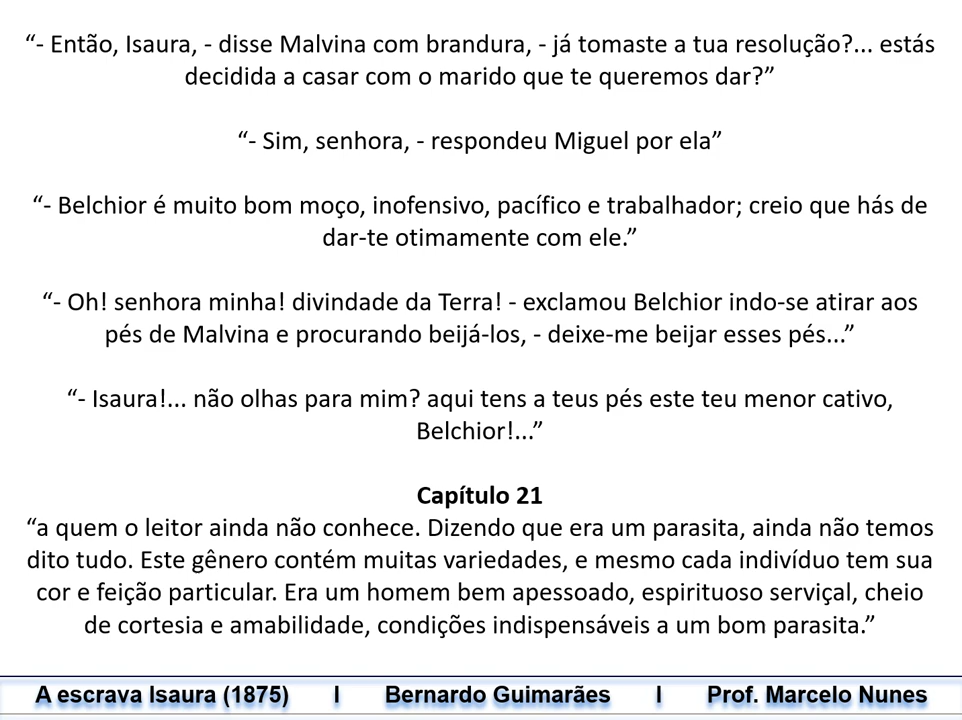 “- Então, Isaura, - disse Malvina com brandura, - já tomaste a tua resolução?... estás
decidida a casar com o marido que te queremos dar?”
“- Sim, senhora, - respondeu Miguel por ela”
“- Belchior é muito bom moço, inofensivo, pacífico e trabalhador; creio que hás de
dar-te otimamente com ele.”
“- Oh! senhora minha! divindade da Terra! - exclamou Belchior indo-se atirar aos
pés de Malvina e procurando beijá-los, - deixe-me beijar esses pés...”
“- Isaura!... não olhas para mim? aqui tens a teus pés este teu menor cativo,
Belchior!...”
Capítulo 21
“a quem o leitor ainda não conhece. Dizendo que era um parasita, ainda não temos
dito tudo. Este gênero contém muitas variedades, e mesmo cada indivíduo tem sua
cor e feição particular. Era um homem bem apessoado, espirituoso serviçal, cheio
de cortesia e amabilidade, condições indispensáveis a um bom parasita.”
A escrava Isaura (1875) I Bernardo Guimarães I Prof. Marcelo Nunes